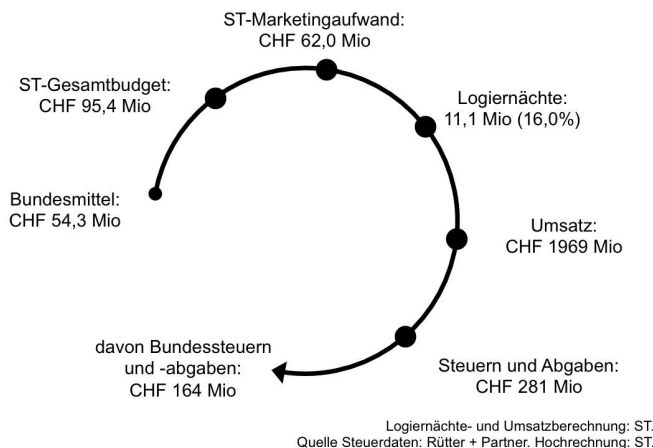 ST-Marketingaufwand:
CHF 62,0 Mio
ST-Gesamtbudget:
CHF 95,4 Mio
Logiernächte:
11,1 Mio (16,0%)
Bundesmittel:
CHF 54,3 Mio
Umsatz:
CHF 1969 Mio
davon Bundessteuern
und -abgaben:
CHF 164 Mio
Steuern und Abgaben:
CHF 281 Mio
Logiernächte- und Umsatzberechnung: ST.
Quelle Steuerdaten: Rütter + Partner. Hochrechnung: ST.